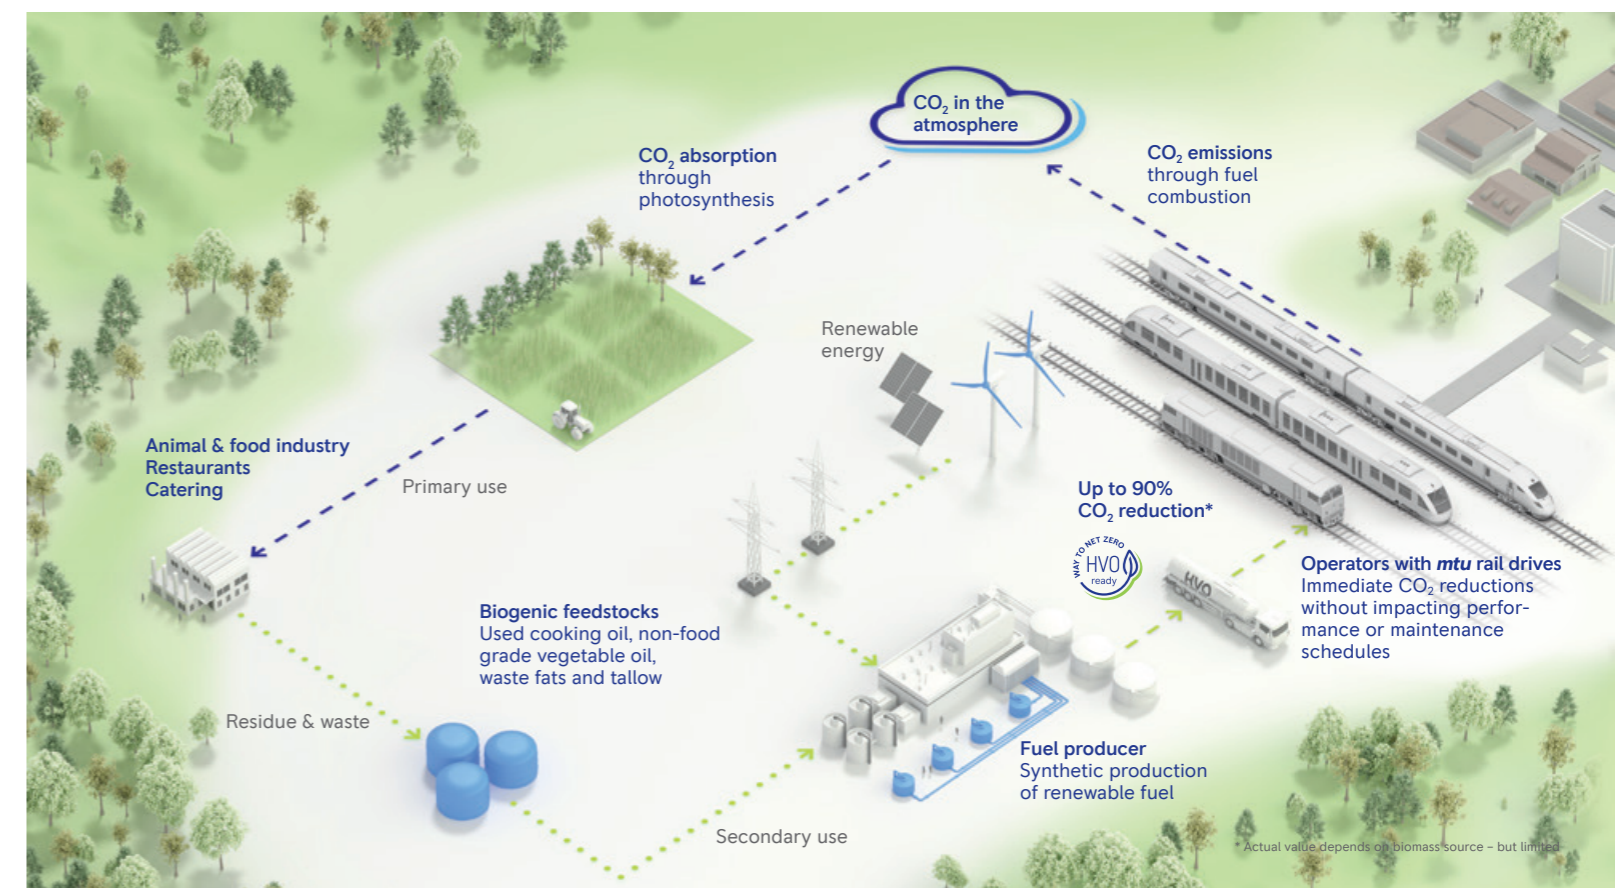 CO₂ in the
atmosphere
CO₂ absorption
through
photosynthesis
CO₂ emissions
through fuel
combustion
Renewable
energy
Animal & food industry
Restaurants
Catering
Primary use
Up to 90%
CO₂ reduction*
WAY TO NET ZERO
HVO
ready
HVO
Operators with mtu rail drives
Immediate CO₂ reductions
without impacting perfor-
mance or maintenance
schedules
Biogenic feedstocks
Used cooking oil, non-food
grade vegetable oil,
waste fats and tallow
Residue & waste
Fuel producer
Synthetic production
of renewable fuel
Secondary use
* Actual value depends on biomass source – but limited